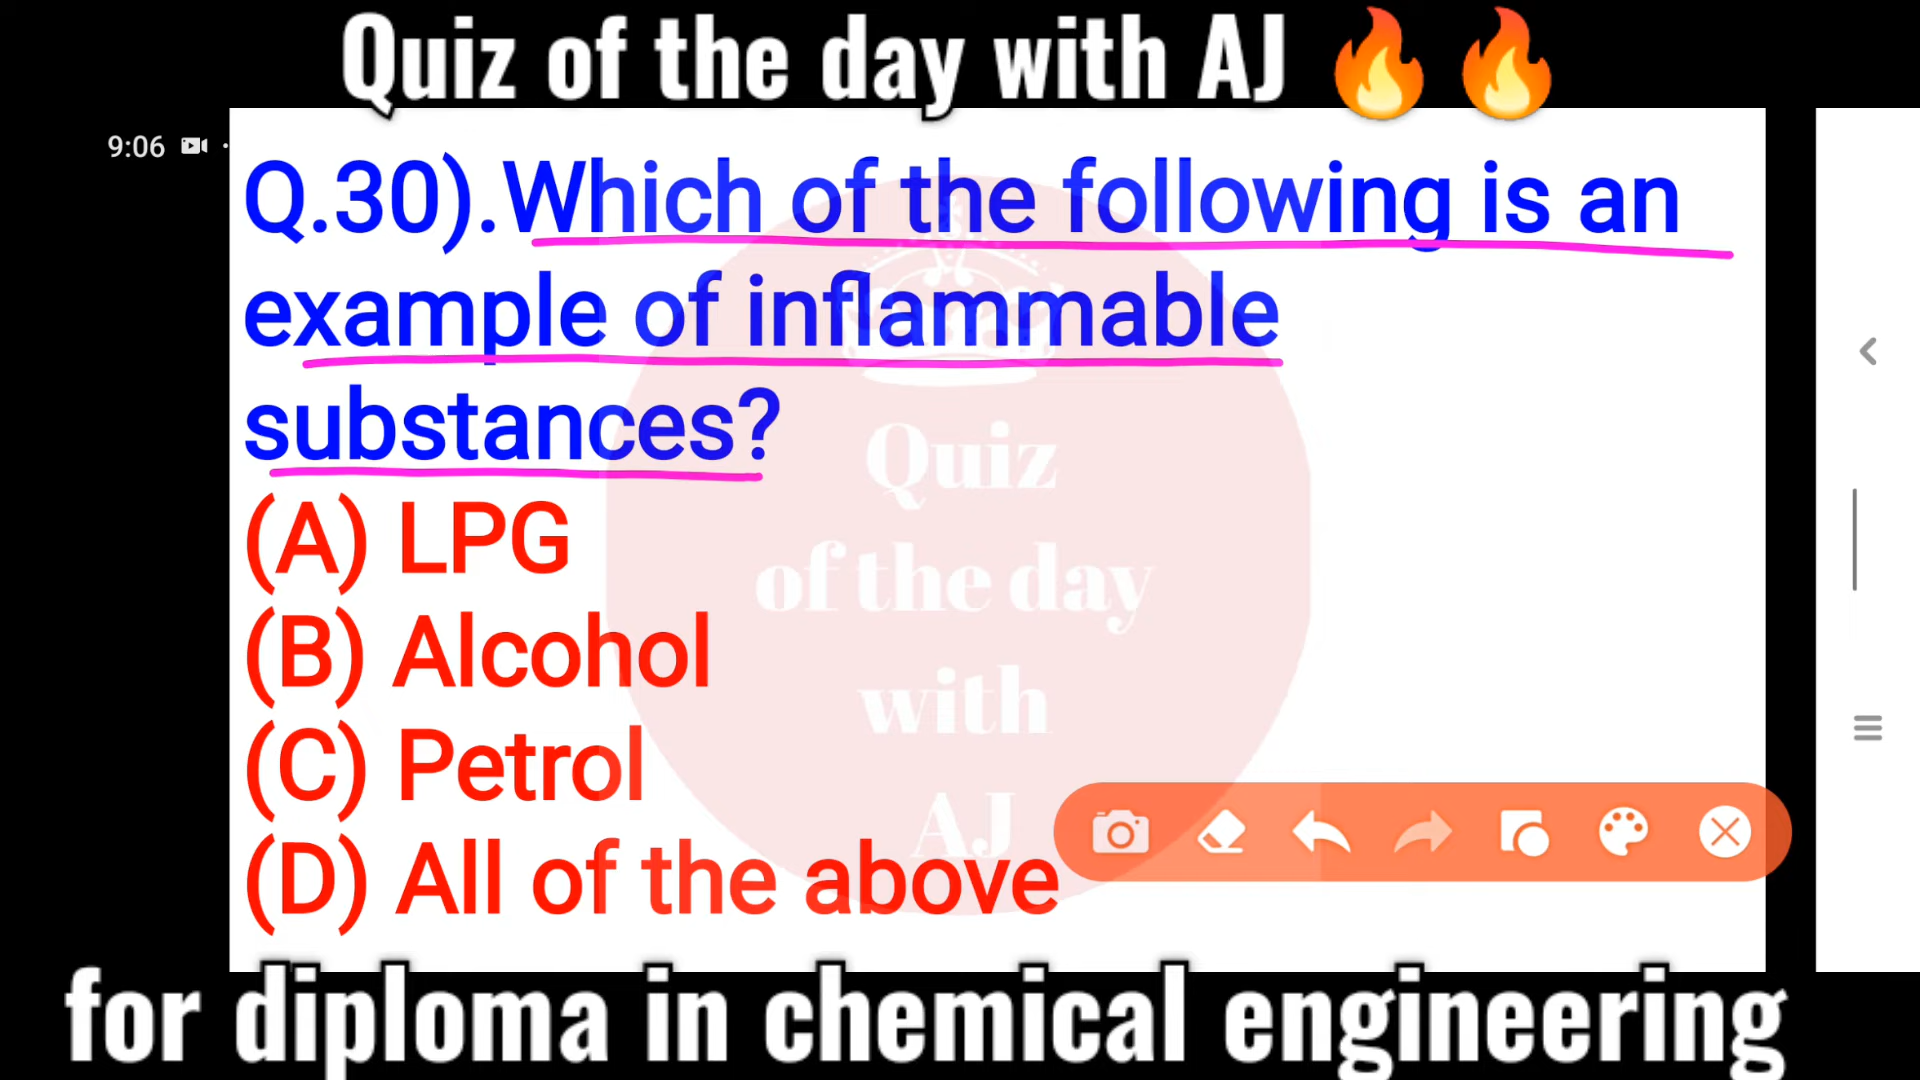 Quiz of the day with AJ 🔥🔥
9:06
Q.30).Which of the following is an
example of inflammable
substances?
(A) LPG
(B) Alcohol
(C) Petrol
(D) All of the above
Quiz
of the day
with
AJ
for diploma in chemical engineering